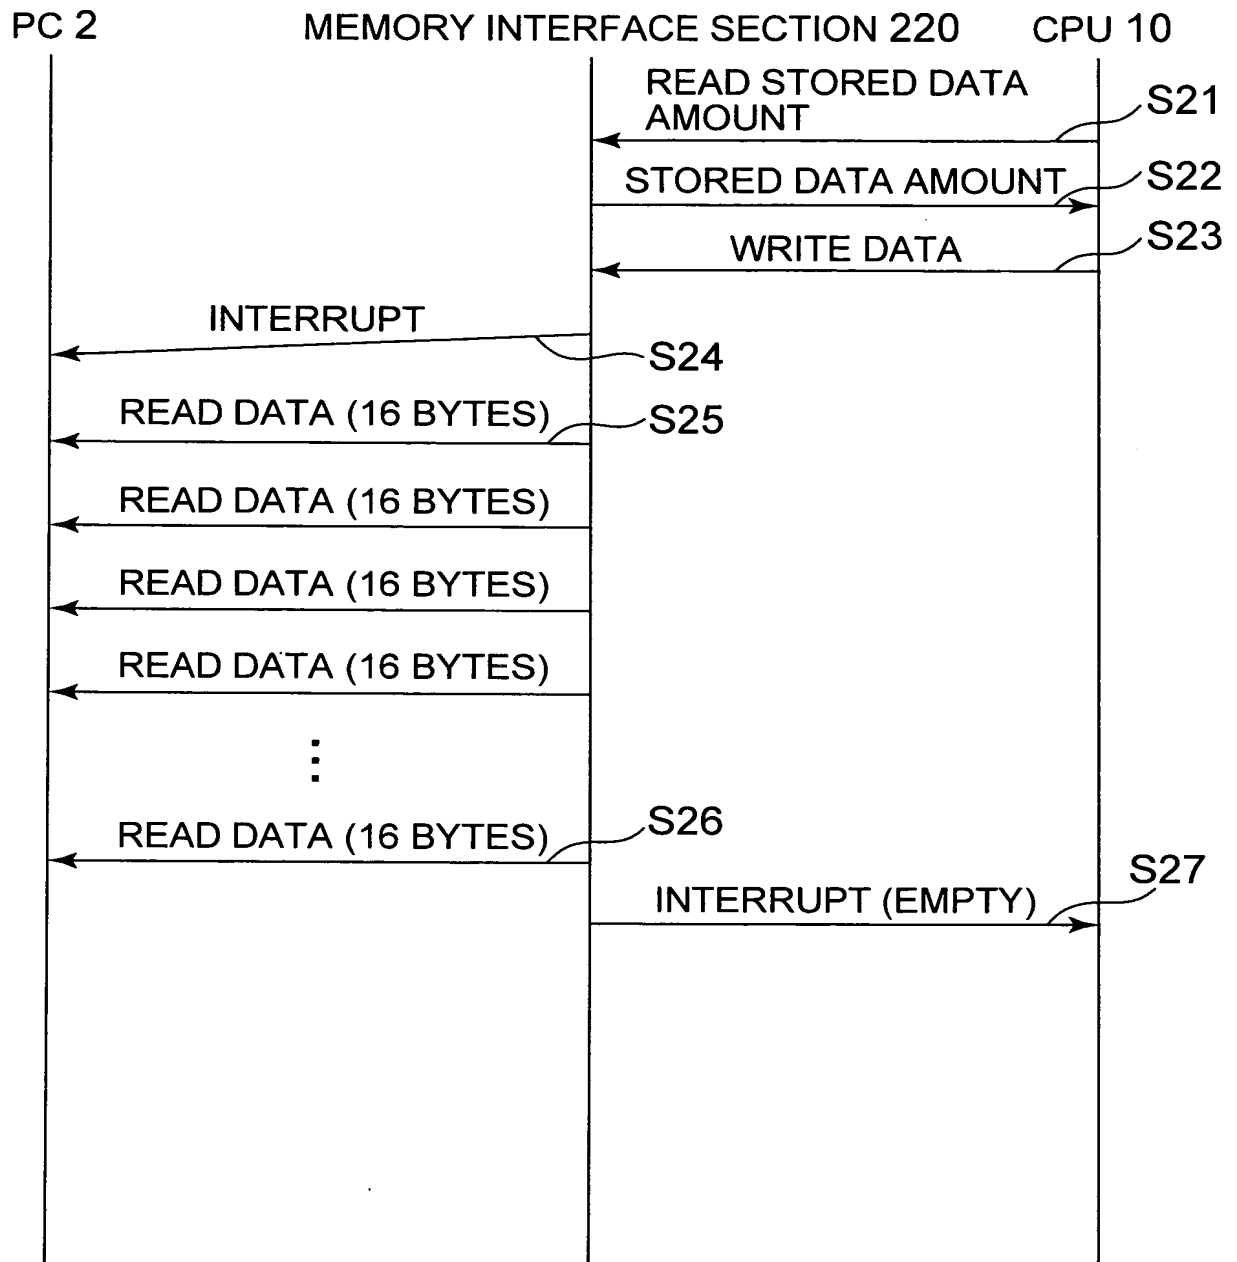 PC 2 MEMORY INTERFACE SECTION 220 CPU 10
READ STORED DATA
AMOUNT
S21
STORED DATA AMOUNT
S22
WRITE DATA
S23
INTERRUPT
S24
READ DATA (16 BYTES)
S25
READ DATA (16 BYTES)
READ DATA (16 BYTES)
READ DATA (16 BYTES)
⋮
READ DATA (16 BYTES)
S26
INTERRUPT (EMPTY)
S27